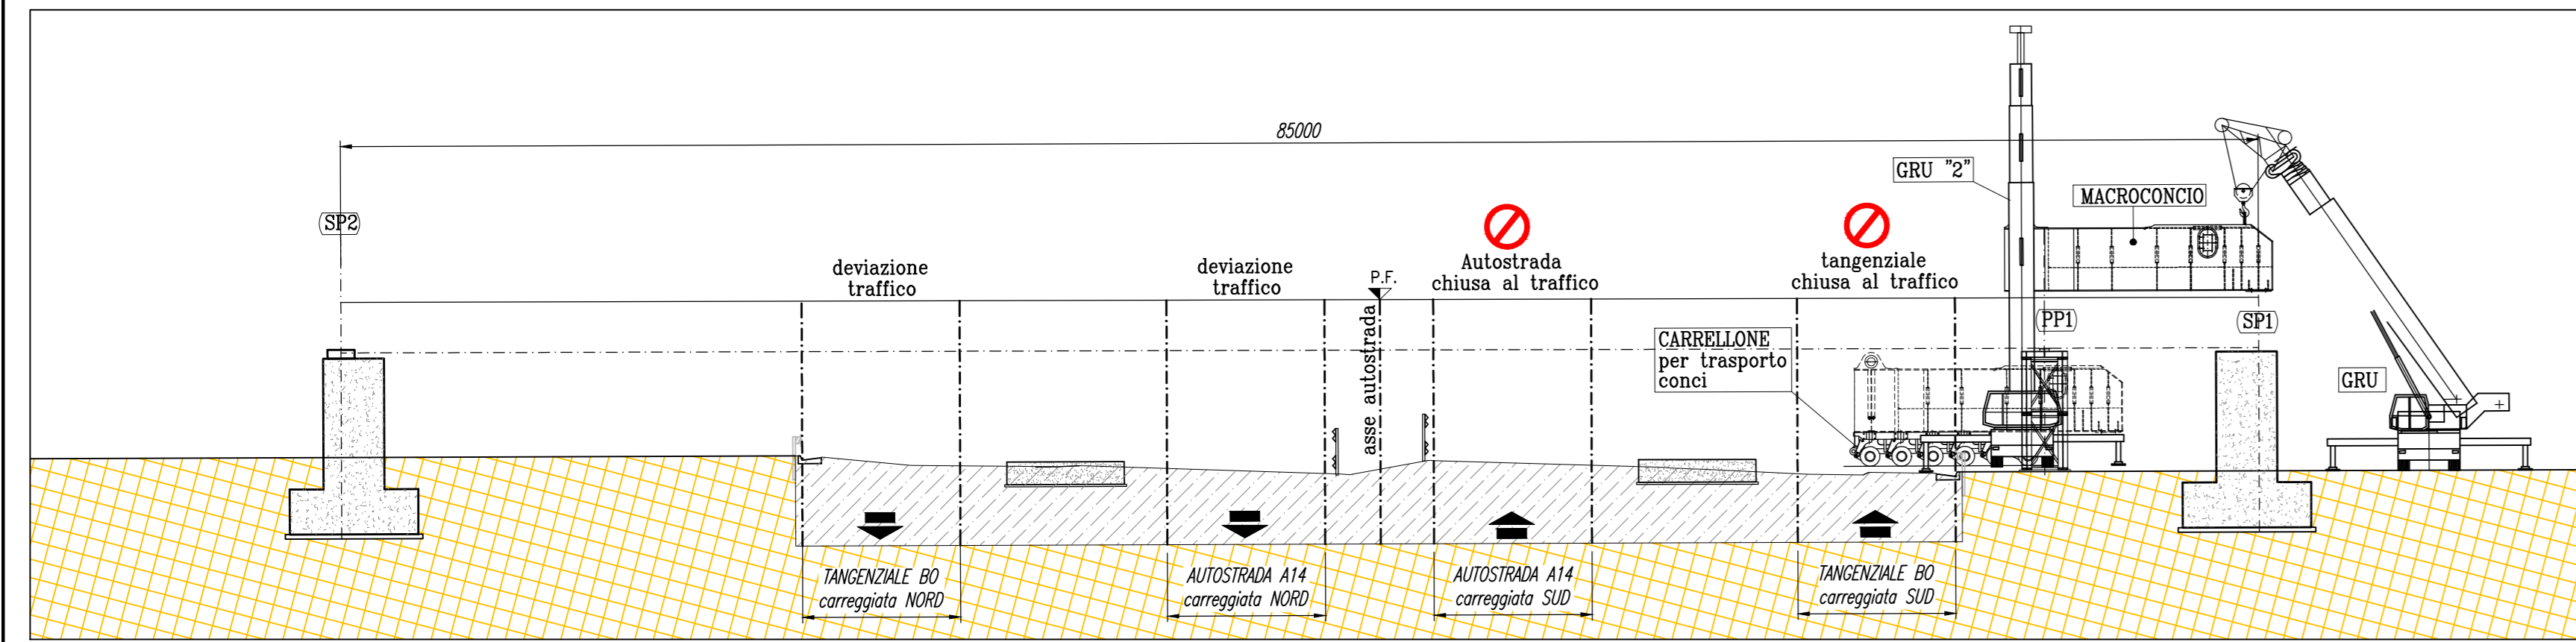 85000
GRU "2"
MACROCONCIO
SP2
deviazione
traffico
deviazione
traffico
P.F.
Autostrada
chiusa al traffico
tangenziale
chiusa al traffico
asse autostrada
CARRELLONE
per trasporto
conci
PP1
SP1
GRU
TANGENZIALE BO
carreggiata NORD
AUTOSTRADA A14
carreggiata NORD
AUTOSTRADA A14
carreggiata SUD
TANGENZIALE BO
carreggiata SUD